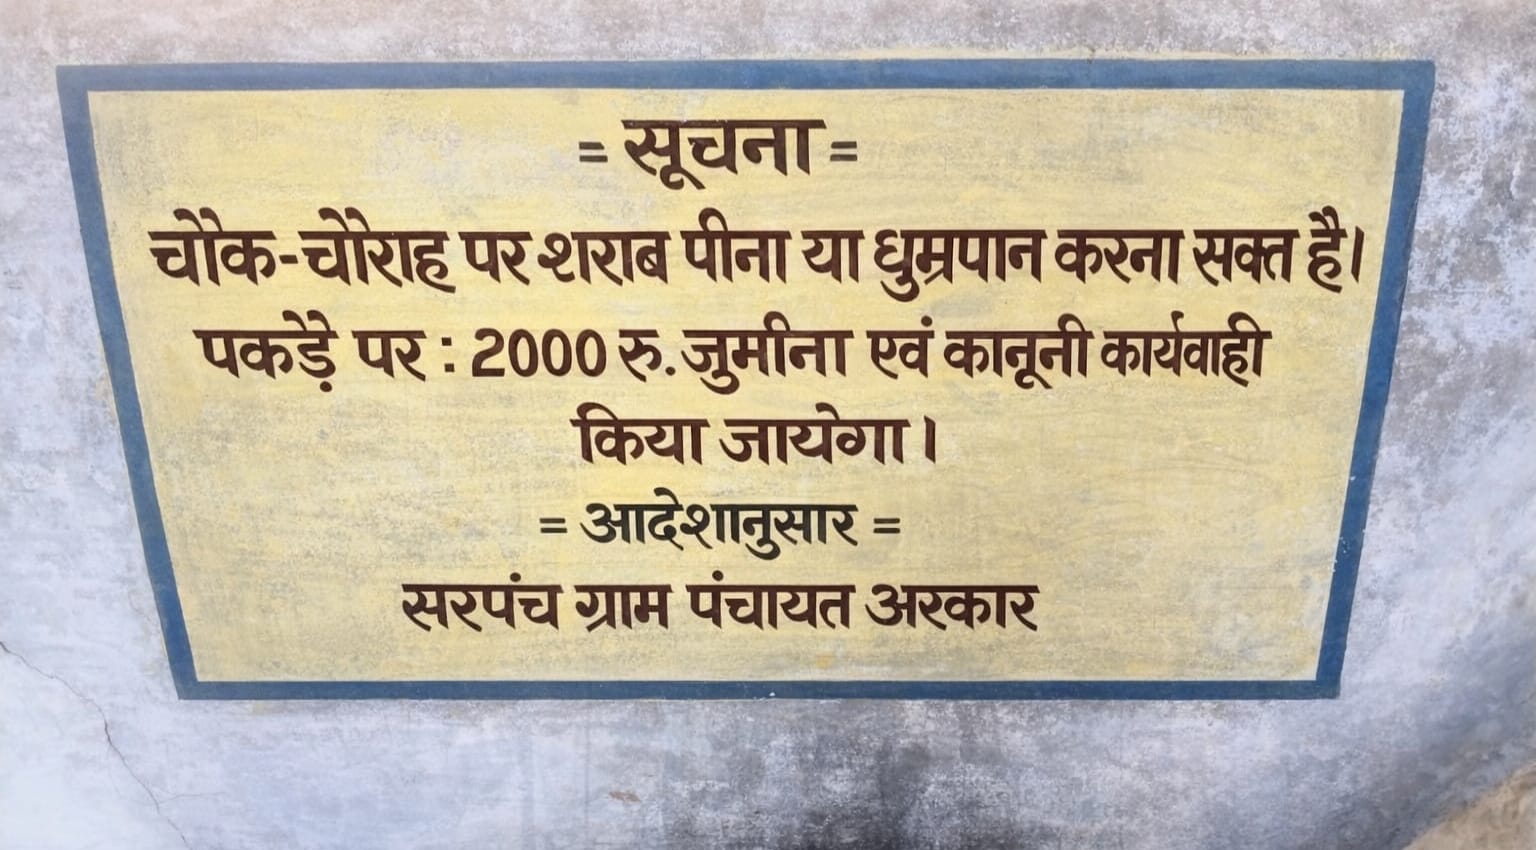 = सूचना =
चौक-चौराह पर शराब पीना या धुम्रपान करना सक्त है।
पकड़ै पर : 2000 रु. जुमीना एवं कानूनी कार्यवाही
किया जायेगा।
= आदेशानुसार =
सरपंच ग्राम पंचायत अरकार